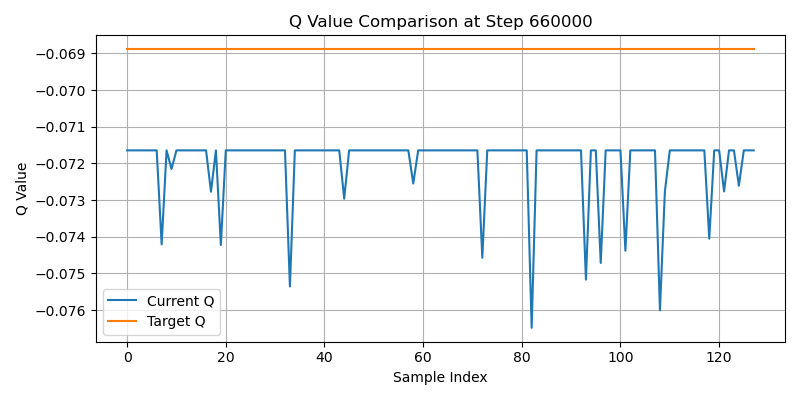 Q Value Comparison at Step 660000
Q Value
−0.069
−0.070
−0.071
−0.072
−0.073
−0.074
−0.075
−0.076
Current Q
Target Q
0 20 40 60 80 100 120
Sample Index